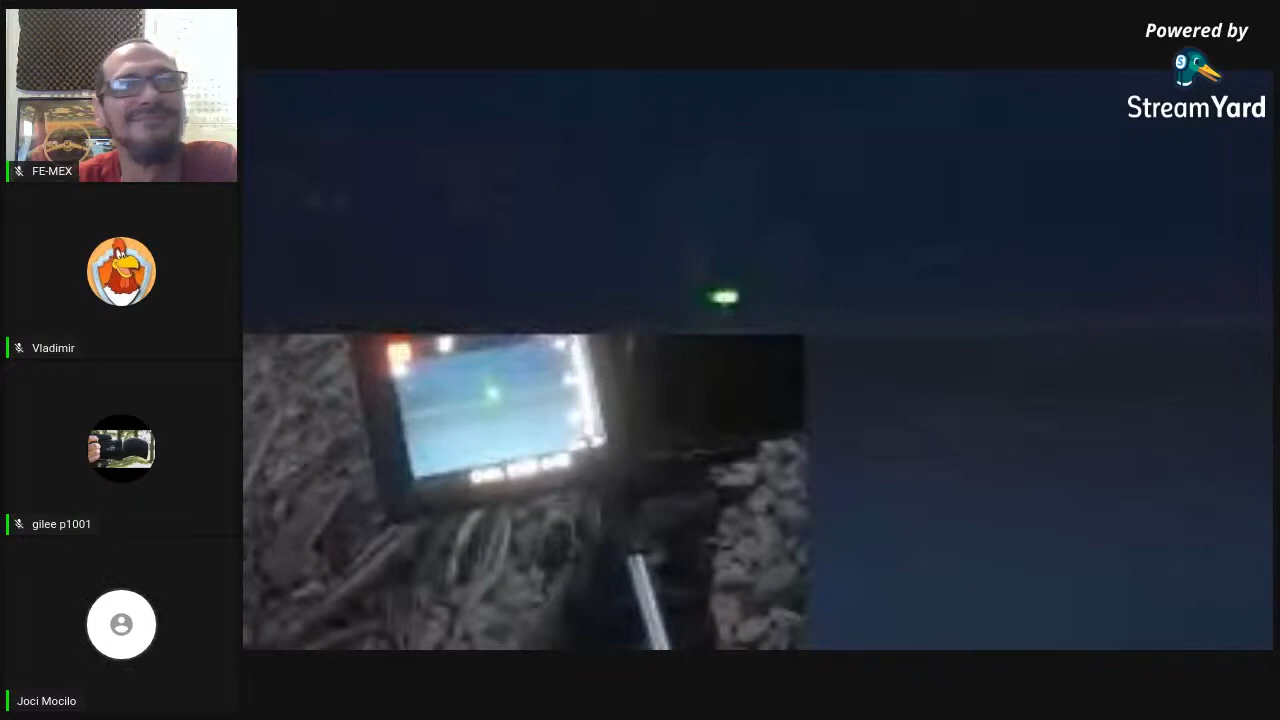 Powered by
S
StreamYard
FE-MEX
Vladimir
gilee p1001
Joci Mocilo